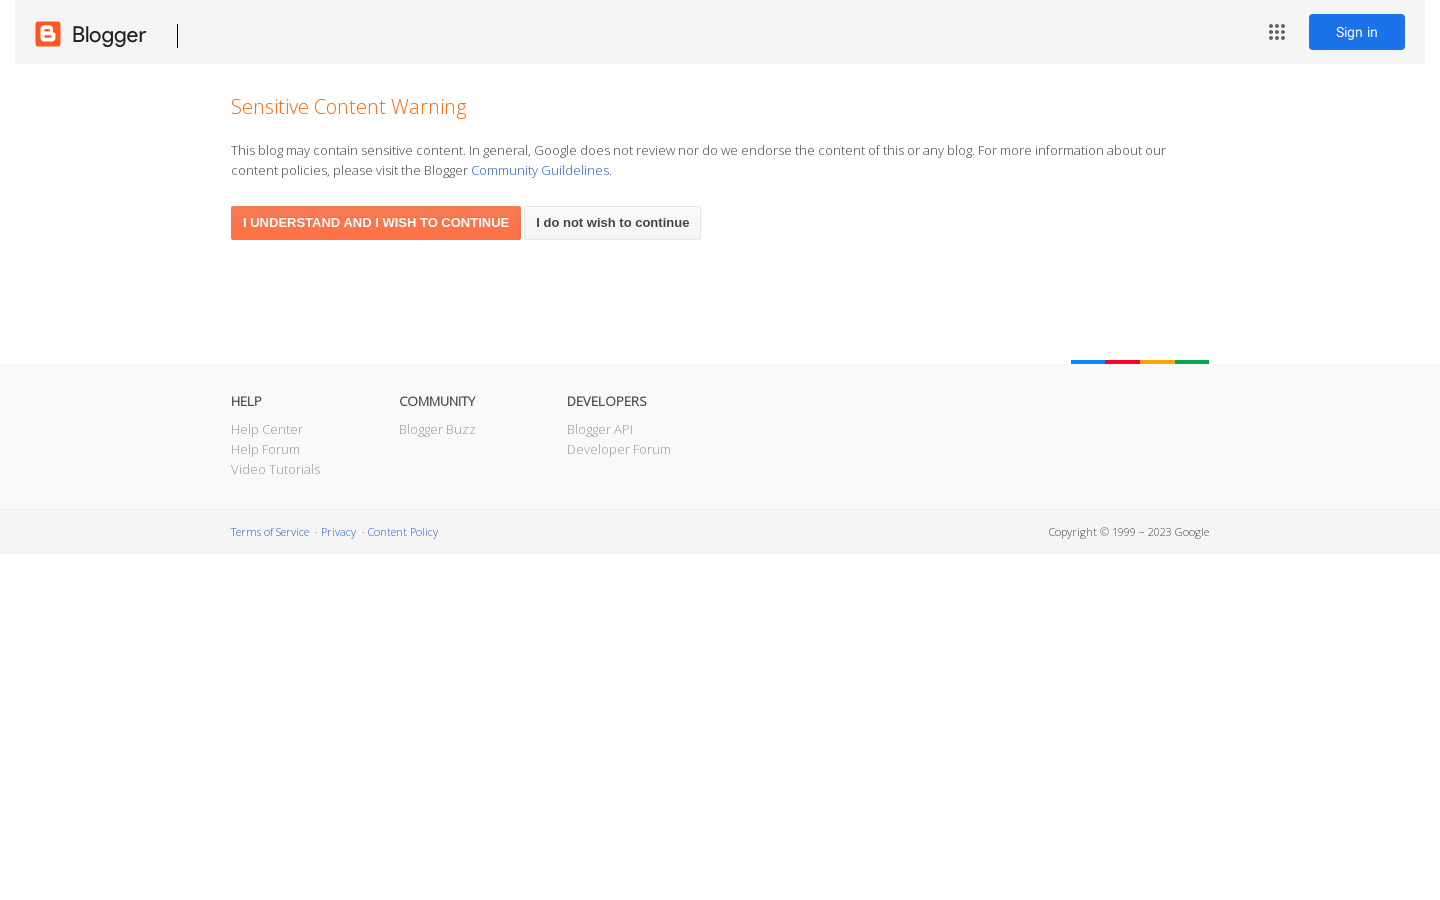 Blogger
Sign in
Sensitive Content Warning
This blog may contain sensitive content. In general, Google does not review nor do we endorse the content of this or any blog. For more information about our
content policies, please visit the Blogger Community Guildelines.
I UNDERSTAND AND I WISH TO CONTINUE
I do not wish to continue
HELP
Help Center
Help Forum
Video Tutorials
COMMUNITY
Blogger Buzz
DEVELOPERS
Blogger API
Developer Forum
Terms of Service · Privacy · Content Policy
Copyright © 1999 – 2023 Google